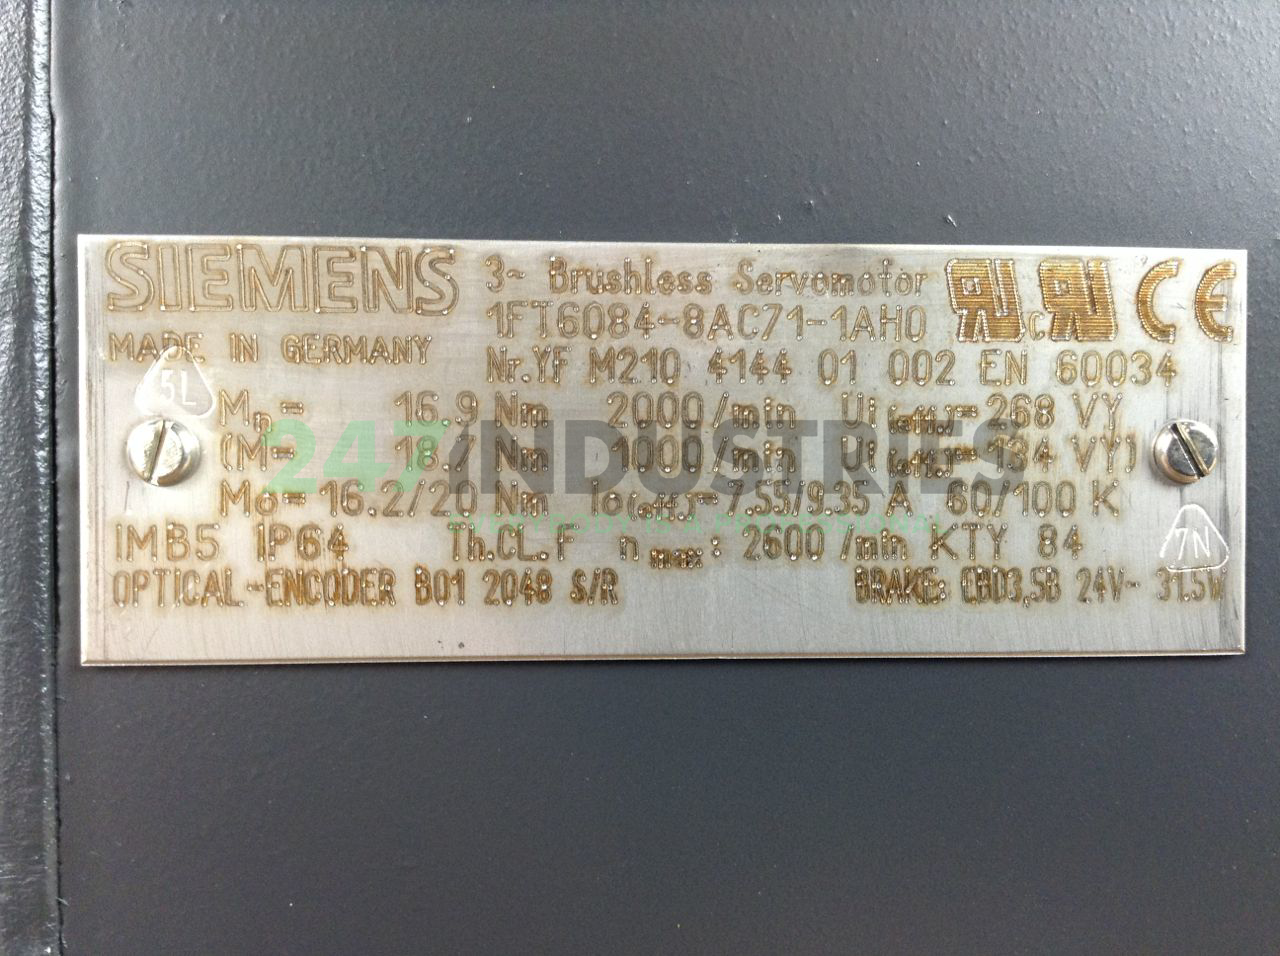 SIEMENS 3~ Brushless Servomotor
1FT6084-8AC71-1AH0
MADE IN GERMANY
Nr.YF M210 4144 01 002 EN 60034
5L
Mn= 16.9 Nm 2000/min Ui(eff.)=268 VY
(M= 18.7 Nm 1000/min Ui(eff.)=134 VY)
247 INDUSTRIES
Mo=16.2/20 Nm Io(eff.)=7.55/9.35 A 60/100 K
IMB5 IP64 Th.CL.F n max.: 2600/min KTY 84
7N
OPTICAL-ENCODER B01 2048 S/R BRAKE: EBD3,5B 24V- 31.5W